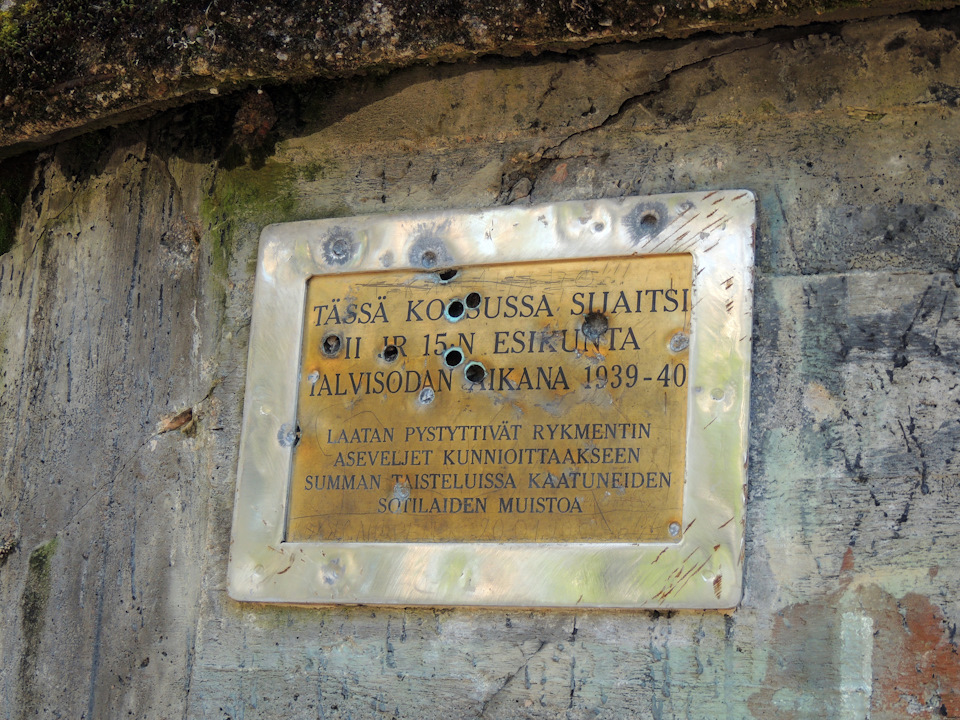 TÄSSÄ KORSUSSA SIJAITSI
II JR 15:N ESIKUNTA
TALVISODAN AIKANA 1939-40
LAATAN PYSTYTTIVÄT RYKMENTIN
ASEVELJET KUNNIOITTAAKSEEN
SUMMAN TAISTELUISSA KAATUNEIDEN
SOTILAIDEN MUISTOA